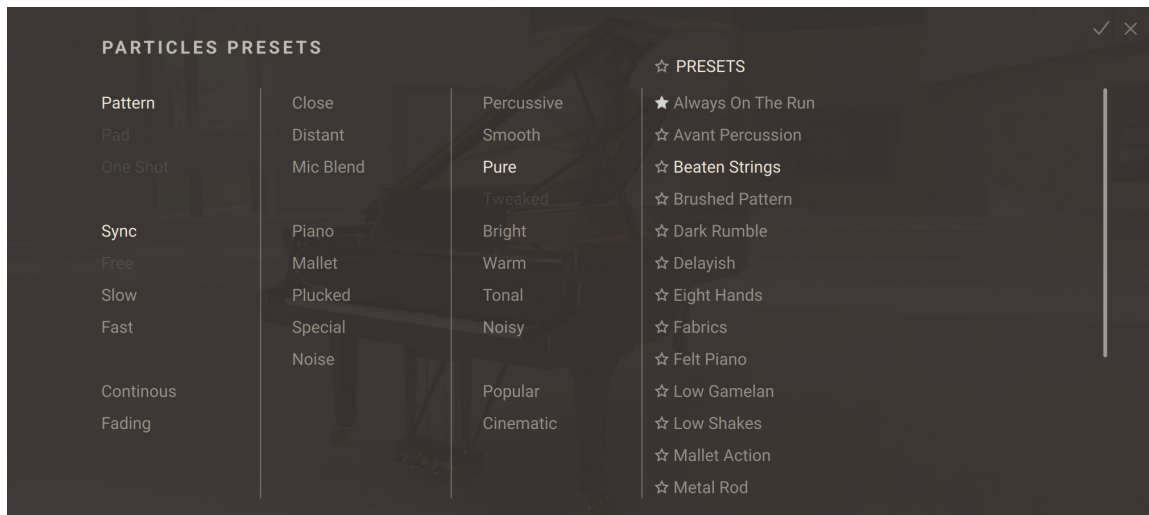 PARTICLES PRESETS
Pattern
Pad
One Shot
Sync
Free
Slow
Fast
Continous
Fading
Close
Distant
Mic Blend
Piano
Mallet
Plucked
Special
Noise
Percussive
Smooth
Pure
Tweaked
Bright
Warm
Tonal
Noisy
Popular
Cinematic
PRESETS
Always On The Run
Avant Percussion
Beaten Strings
Brushed Pattern
Dark Rumble
Delayish
Eight Hands
Fabrics
Felt Piano
Low Gamelan
Low Shakes
Mallet Action
Metal Rod